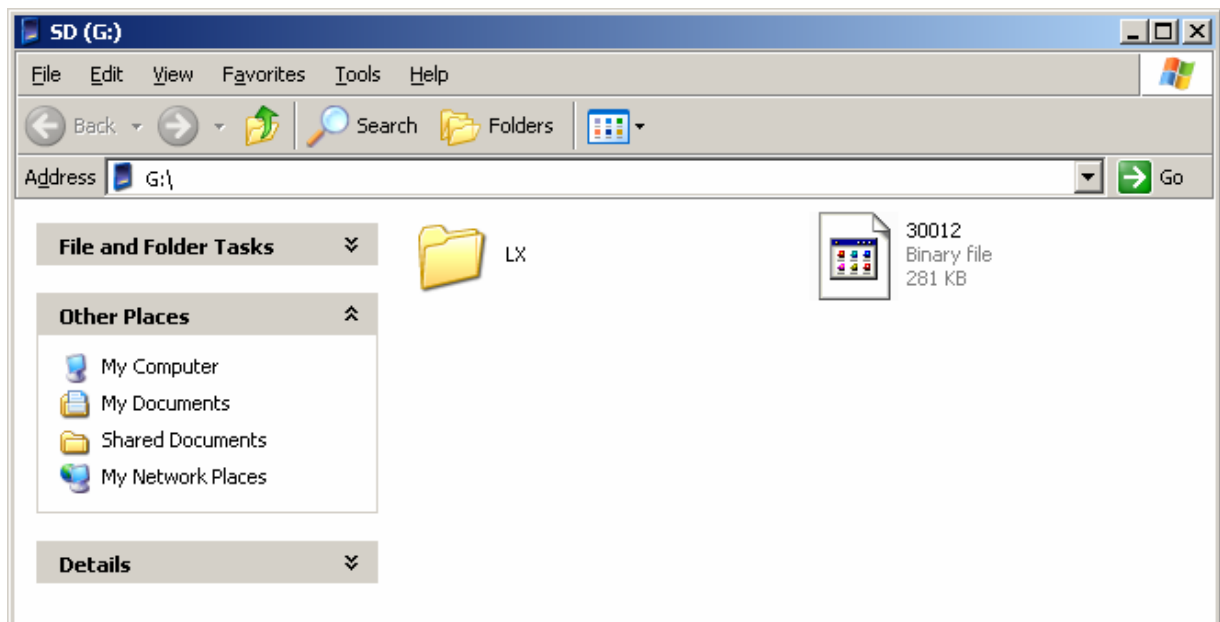 SD (G:)
File Edit View Favorites Tools Help
Back Search Folders
Address G:\ Go
File and Folder Tasks
Other Places
My Computer
My Documents
Shared Documents
My Network Places
Details
LX
30012
Binary file
281 KB